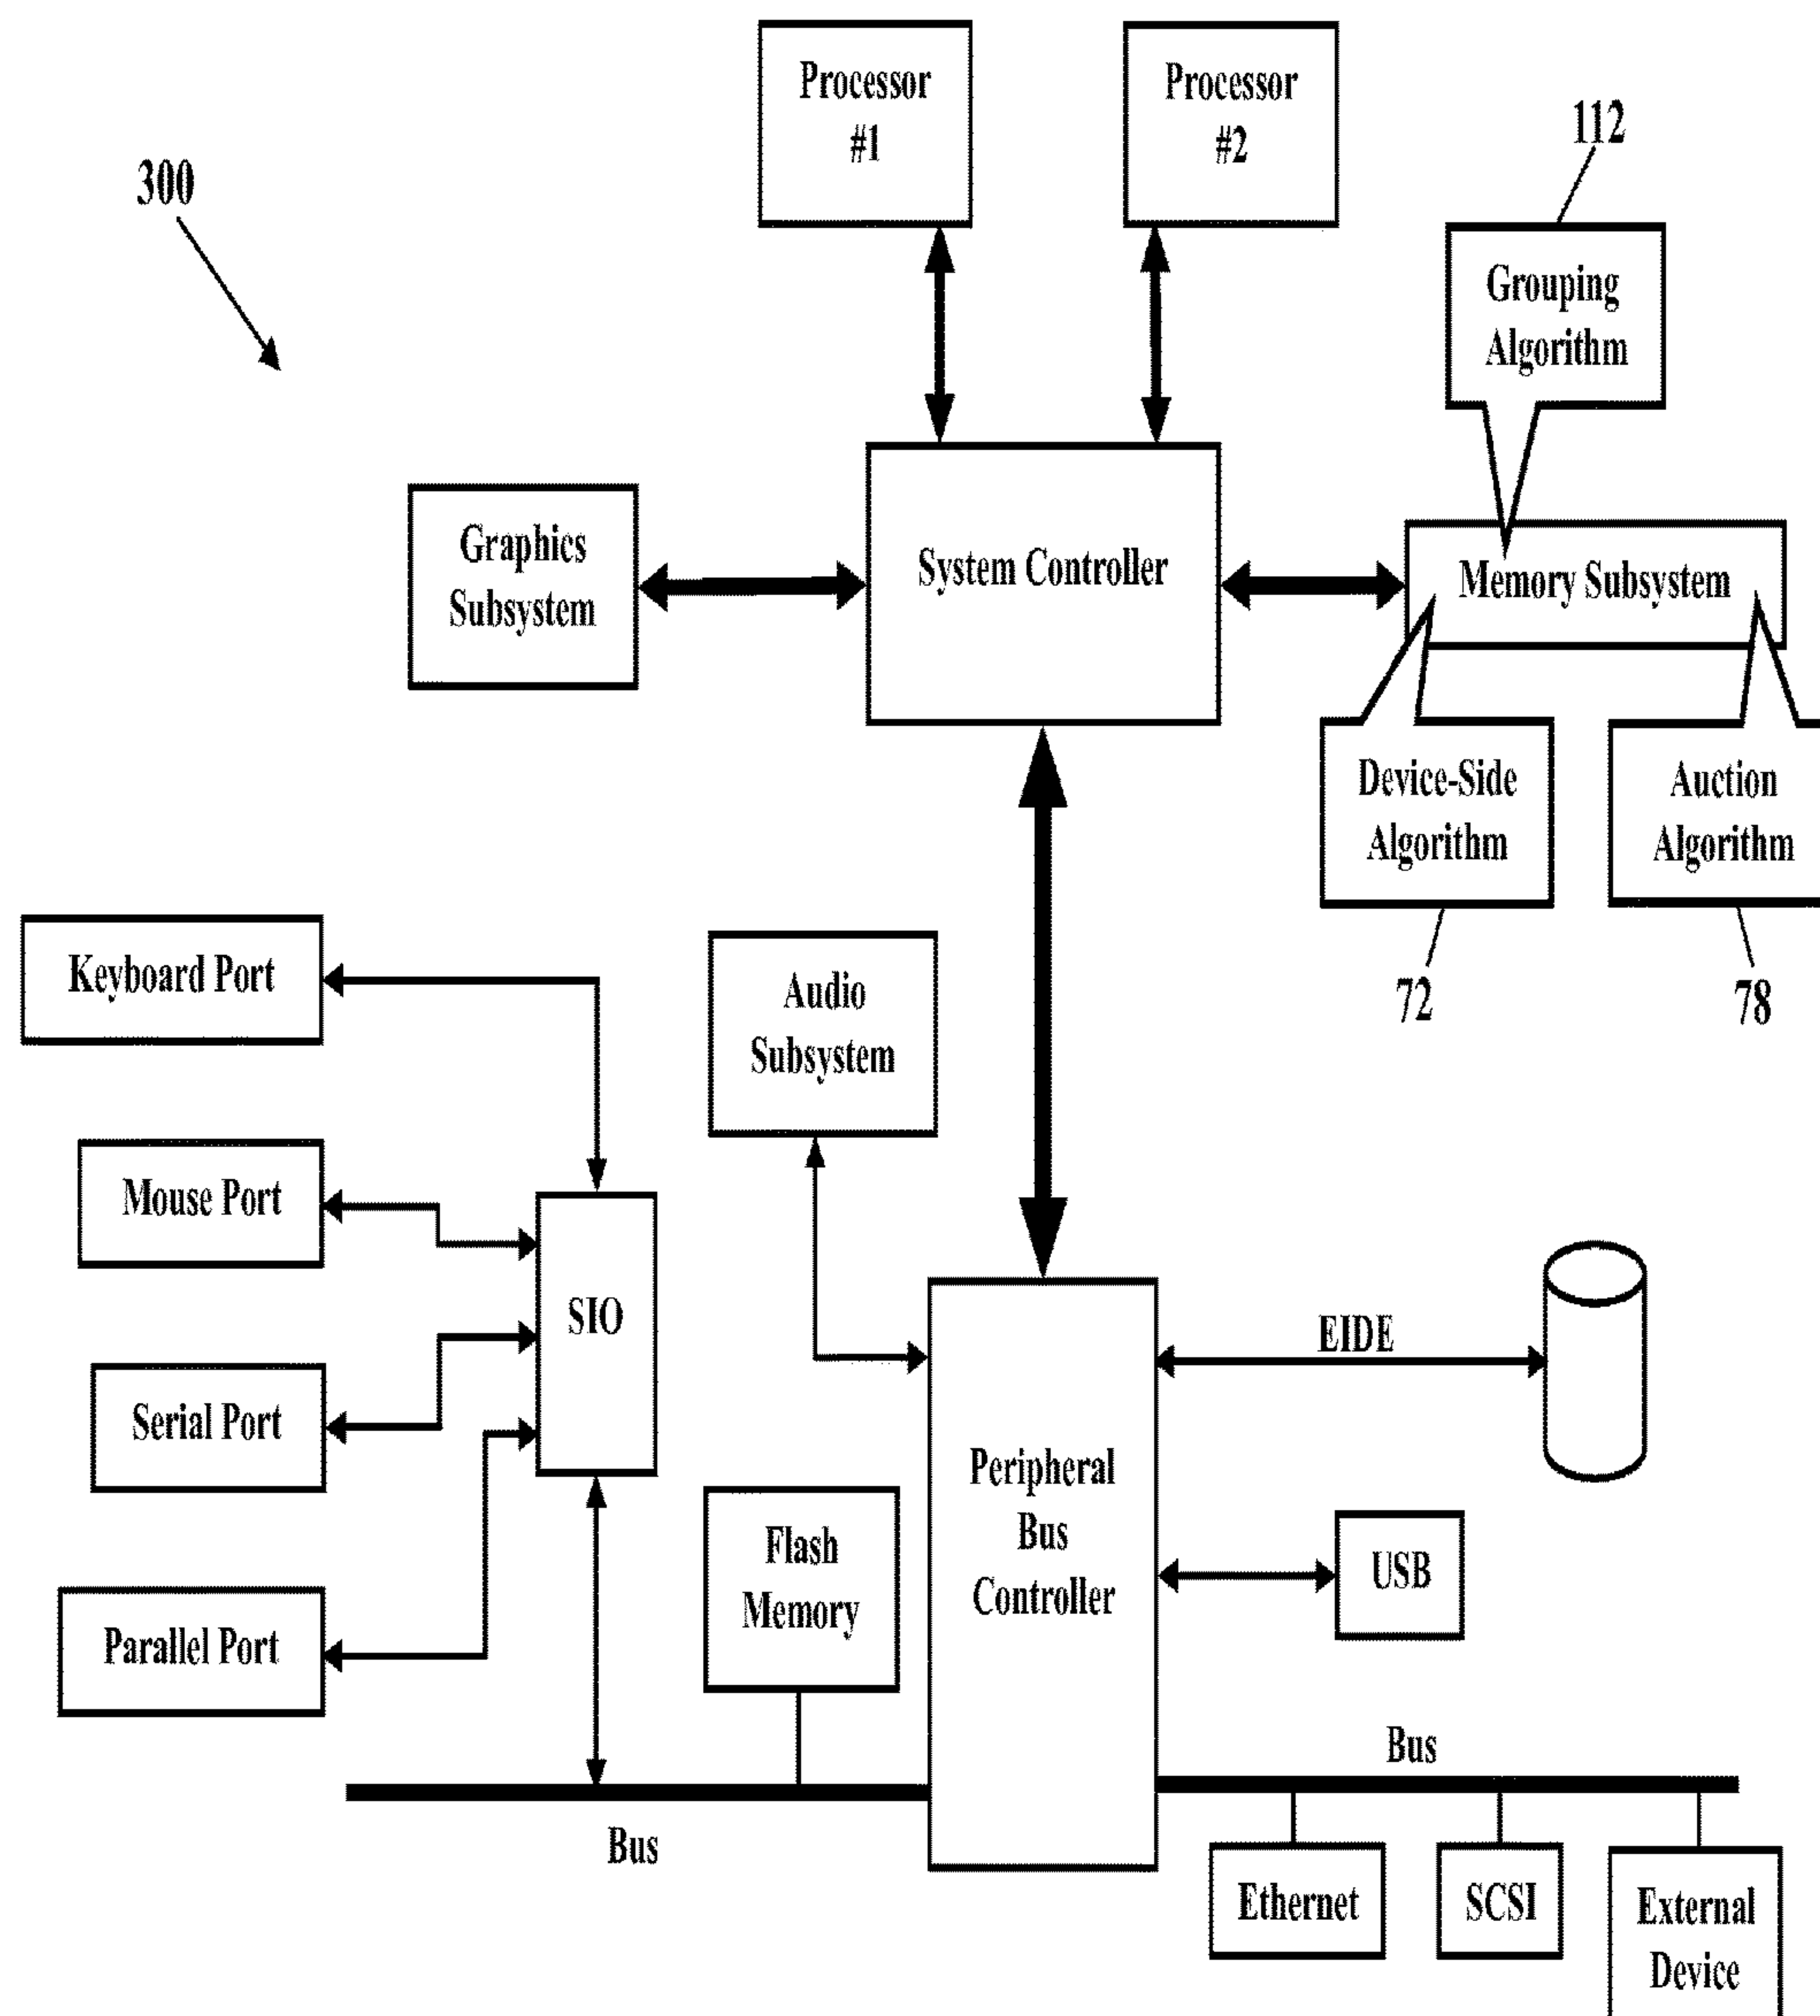 Processor
#1
Processor
#2
112
300
Grouping
Algorithm
Graphics
Subsystem
System Controller
Memory Subsystem
Device-Side
Algorithm
Auction
Algorithm
72
78
Keyboard Port
Audio
Subsystem
Mouse Port
SIO
EIDE
Serial Port
Peripheral
Bus
Controller
Flash
Memory
USB
Parallel Port
Bus
Bus
Ethernet
SCSI
External
Device